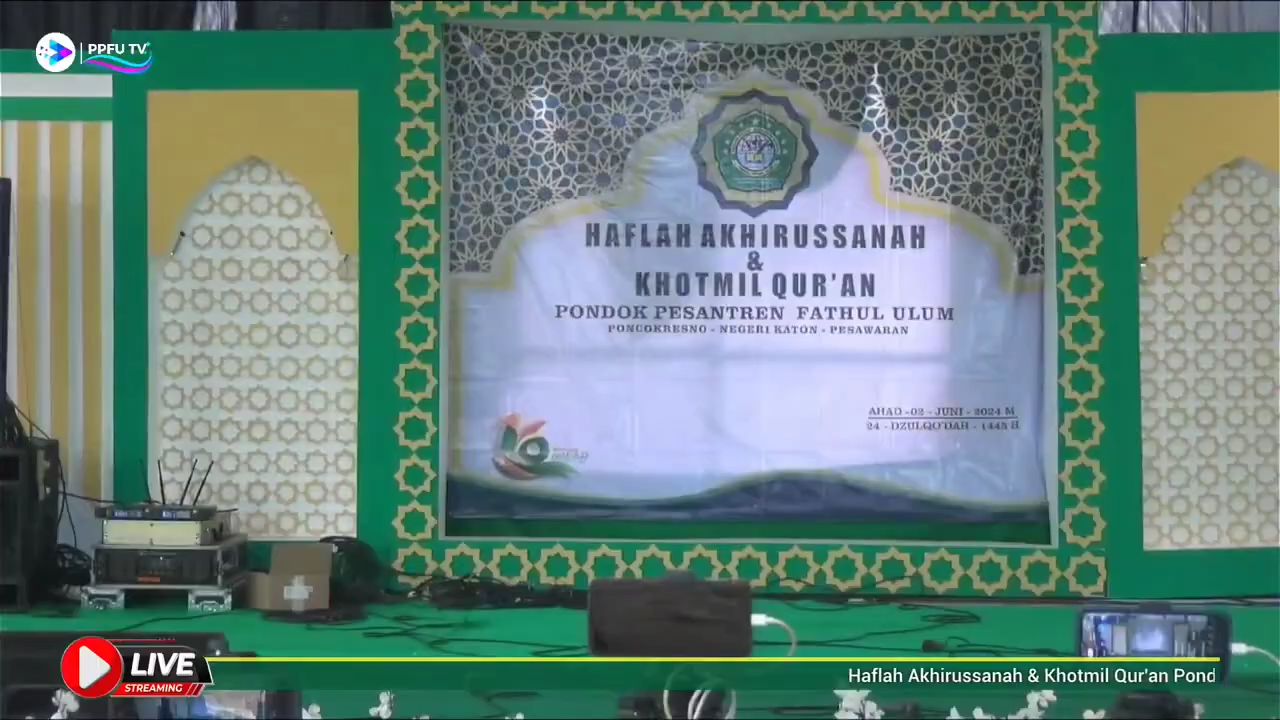 PPFU TV
HAFLAH AKHIRUSSANAH
&
KHOTMIL QUR'AN
PONDOK PESANTREN FATHUL ULUM
PONCOKRESNO - NEGERI KATON - PESAWARAN
AHAD - 02 - JUNI - 2024 M
24 - DZULQO'DAH - 1445 H
LIVE
STREAMING
Haflah Akhirussanah & Khotmil Qur'an Pond